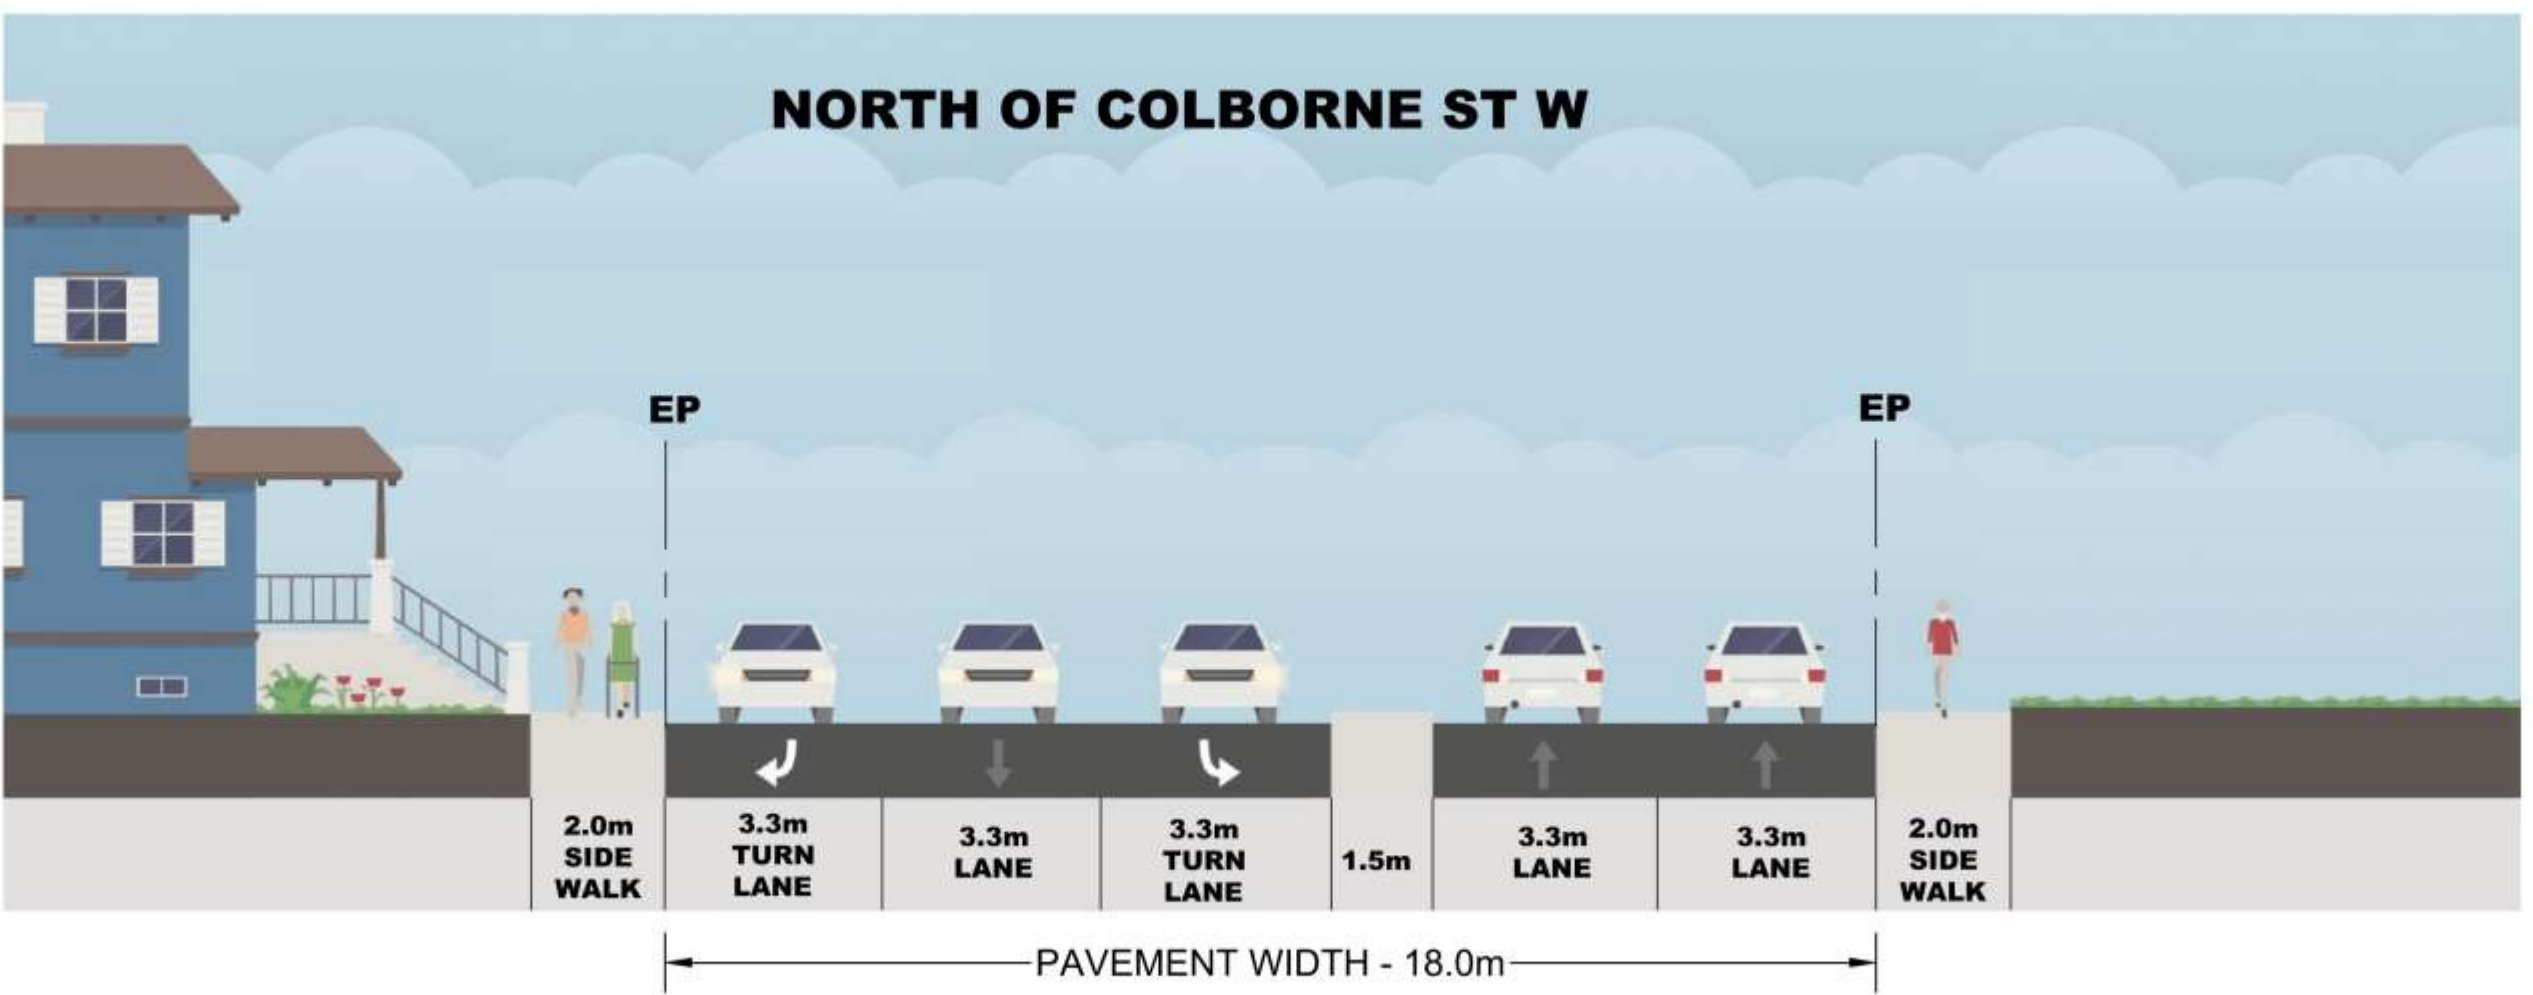 NORTH OF COLBORNE ST W
EP
EP
2.0m
SIDE
WALK
3.3m
TURN
LANE
3.3m
LANE
3.3m
TURN
LANE
1.5m
3.3m
LANE
3.3m
LANE
2.0m
SIDE
WALK
PAVEMENT WIDTH - 18.0m